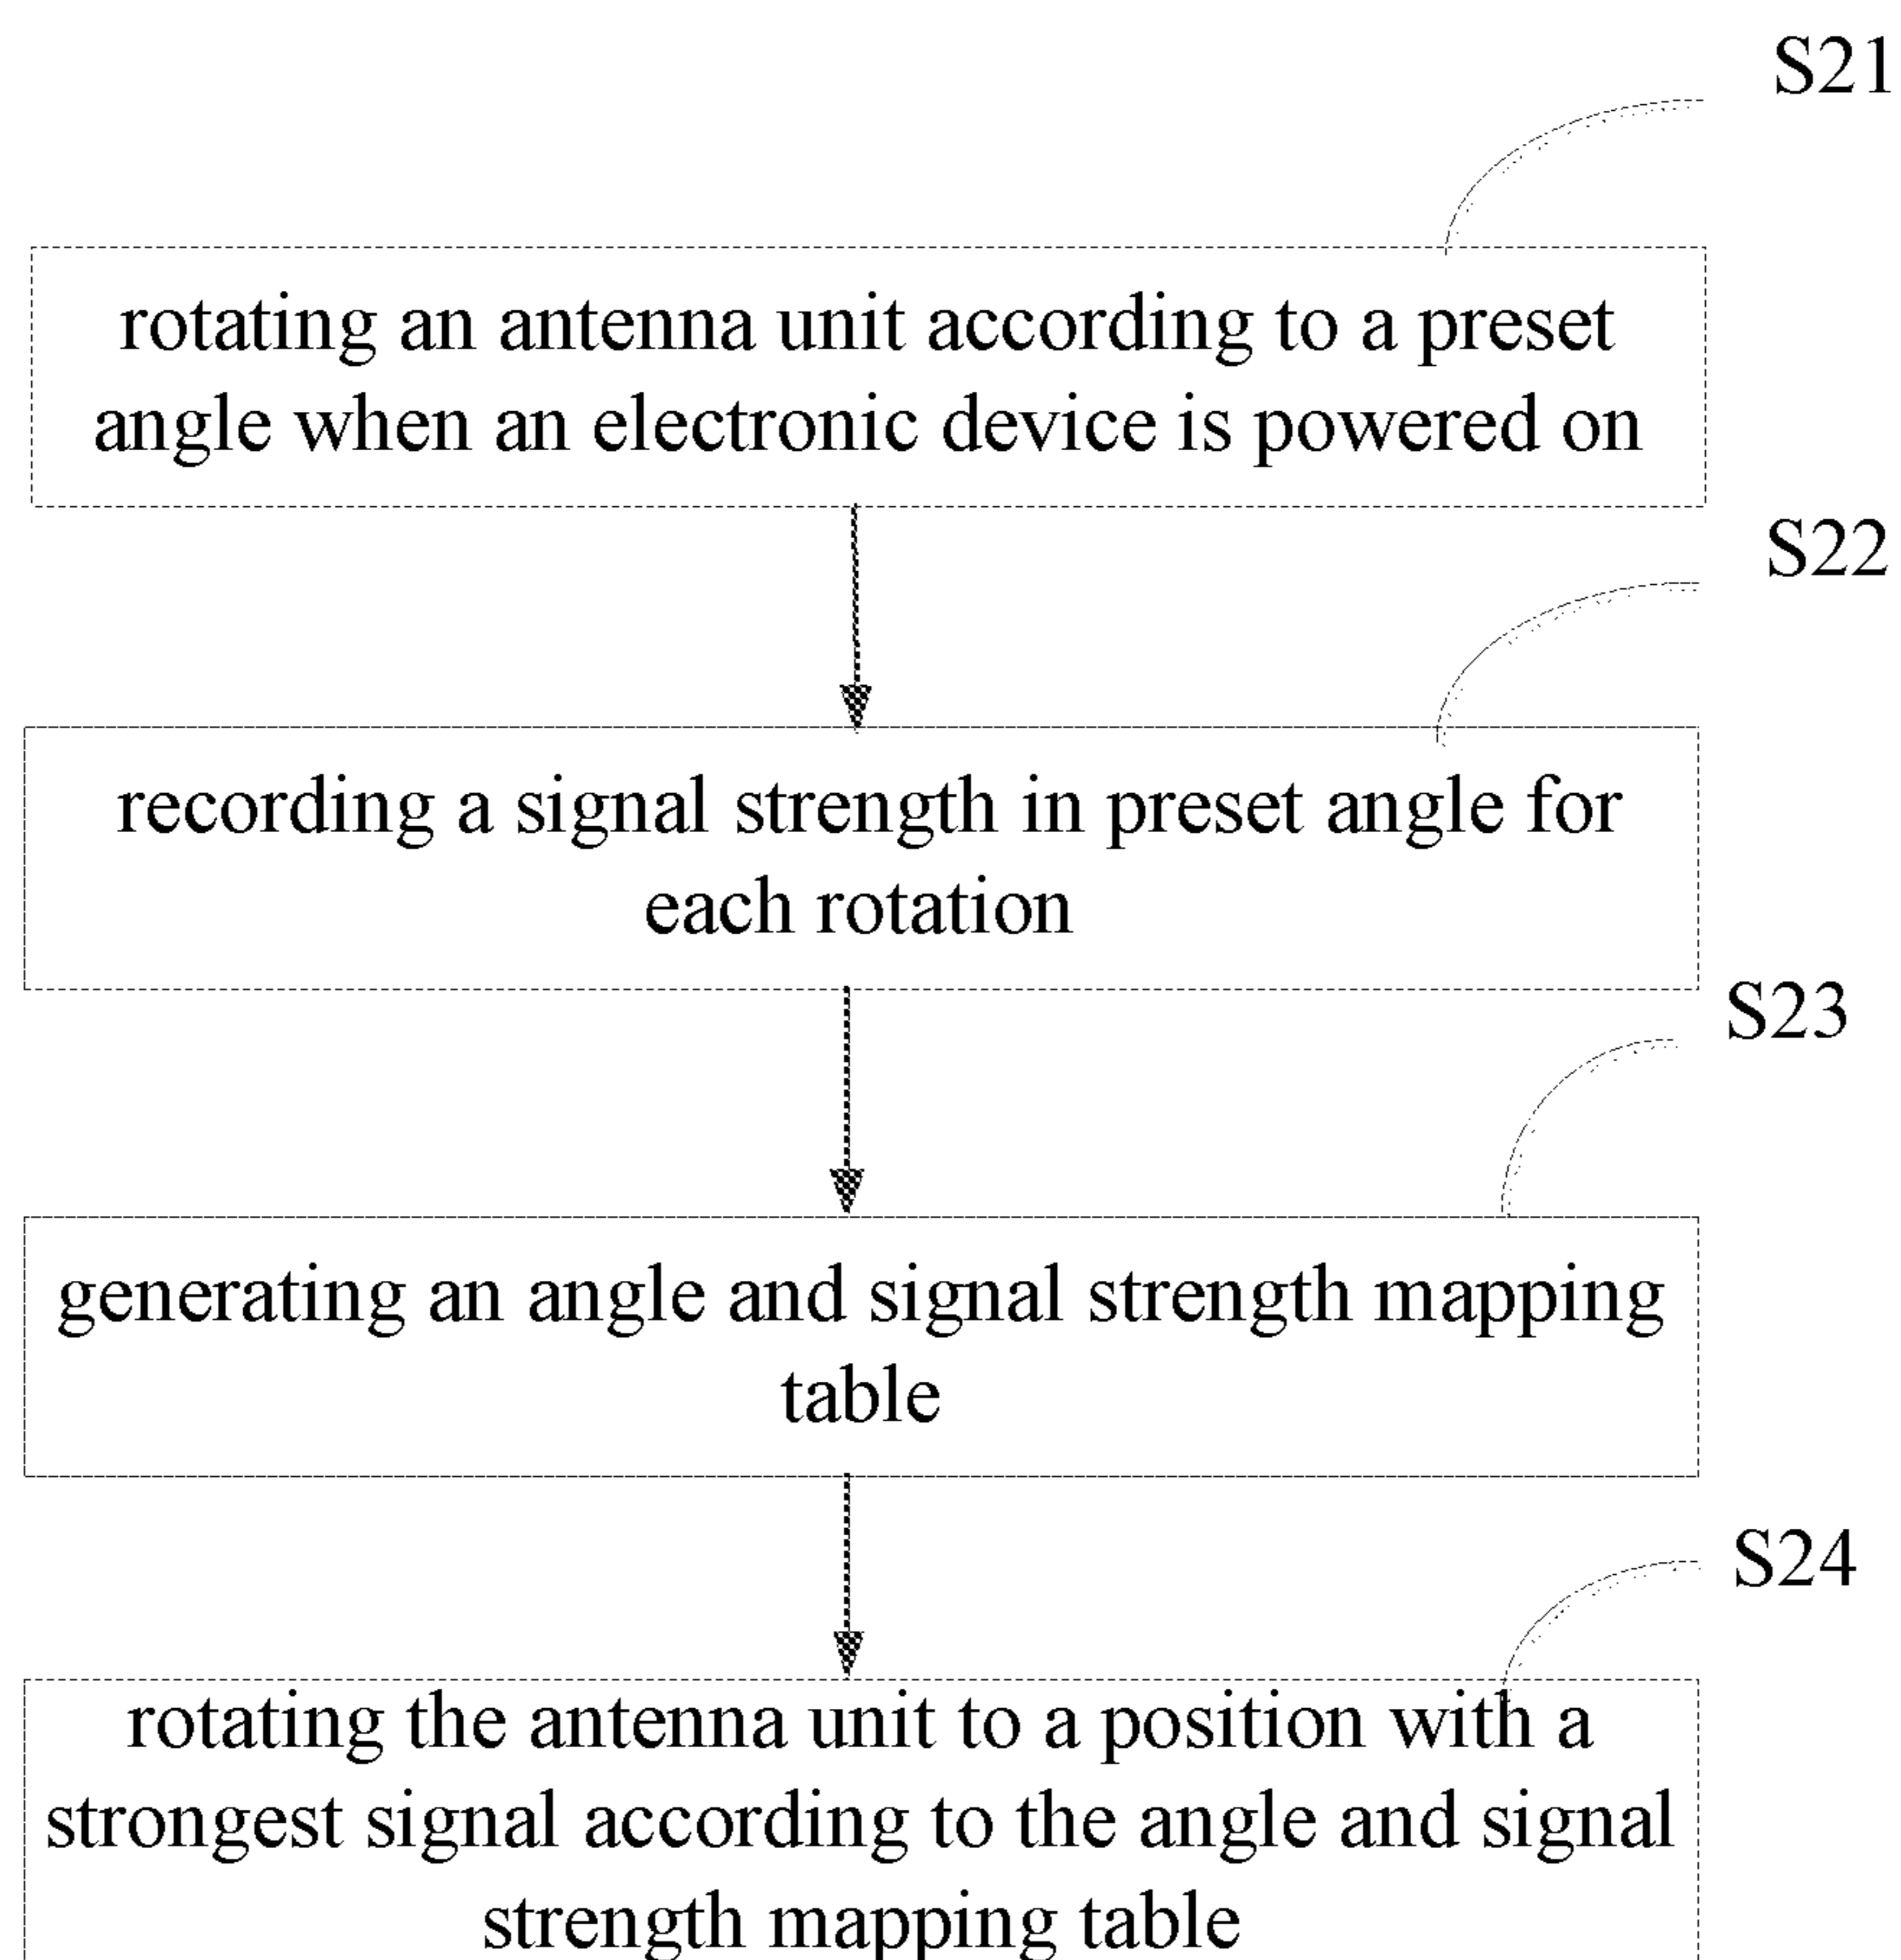 S21
rotating an antenna unit according to a preset
angle when an electronic device is powered on
S22
recording a signal strength in preset angle for
each rotation
S23
generating an angle and signal strength mapping
table
S24
rotating the antenna unit to a position with a
strongest signal according to the angle and signal
strength mapping table